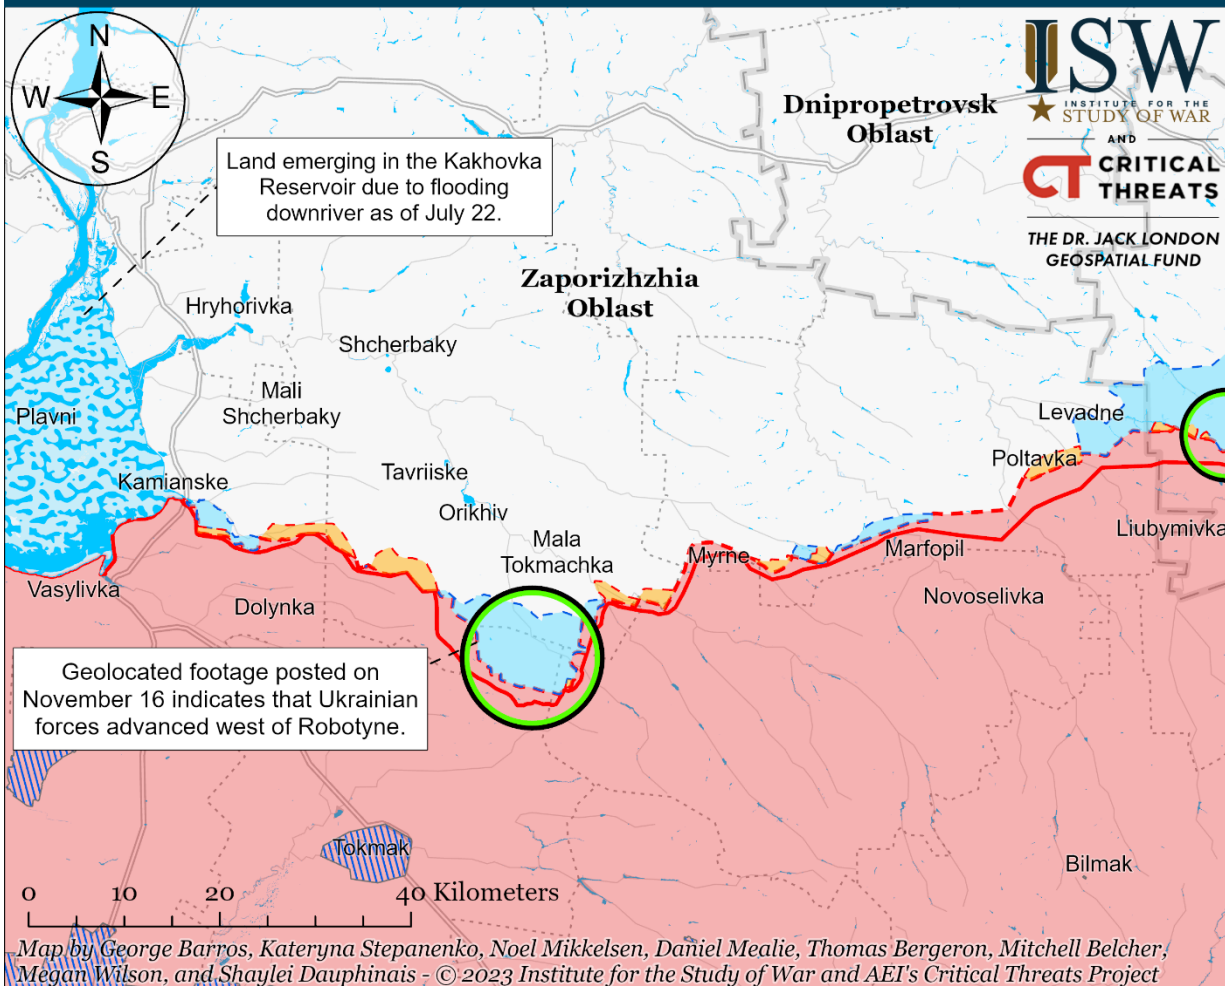 N
W
E
S
ISW
INSTITUTE FOR THE
STUDY OF WAR
AND
CT CRITICAL
THREATS
THE DR. JACK LONDON
GEOSPATIAL FUND
Dnipropetrovsk
Oblast
Land emerging in the Kakhovka
Reservoir due to flooding
downriver as of July 22.
Zaporizhzhia
Oblast
Hryhorivka
Shcherbaky
Mali
Shcherbaky
Plavni
Levadne
Poltavka
Tavriiske
Kamianske
Orikhiv
Liubymivka
Mala
Tokmachka
Myrne
Marfopil
Vasylivka
Dolynka
Novoselivka
Geolocated footage posted on
November 16 indicates that Ukrainian
forces advanced west of Robotyne.
Tokmak
Bilmak
0 10 20 40 Kilometers
Map by George Barros, Kateryna Stepanenko, Noel Mikkelsen, Daniel Mealie, Thomas Bergeron, Mitchell Belcher,
Megan Wilson, and Shaylei Dauphinais - © 2023 Institute for the Study of War and AEI's Critical Threats Project